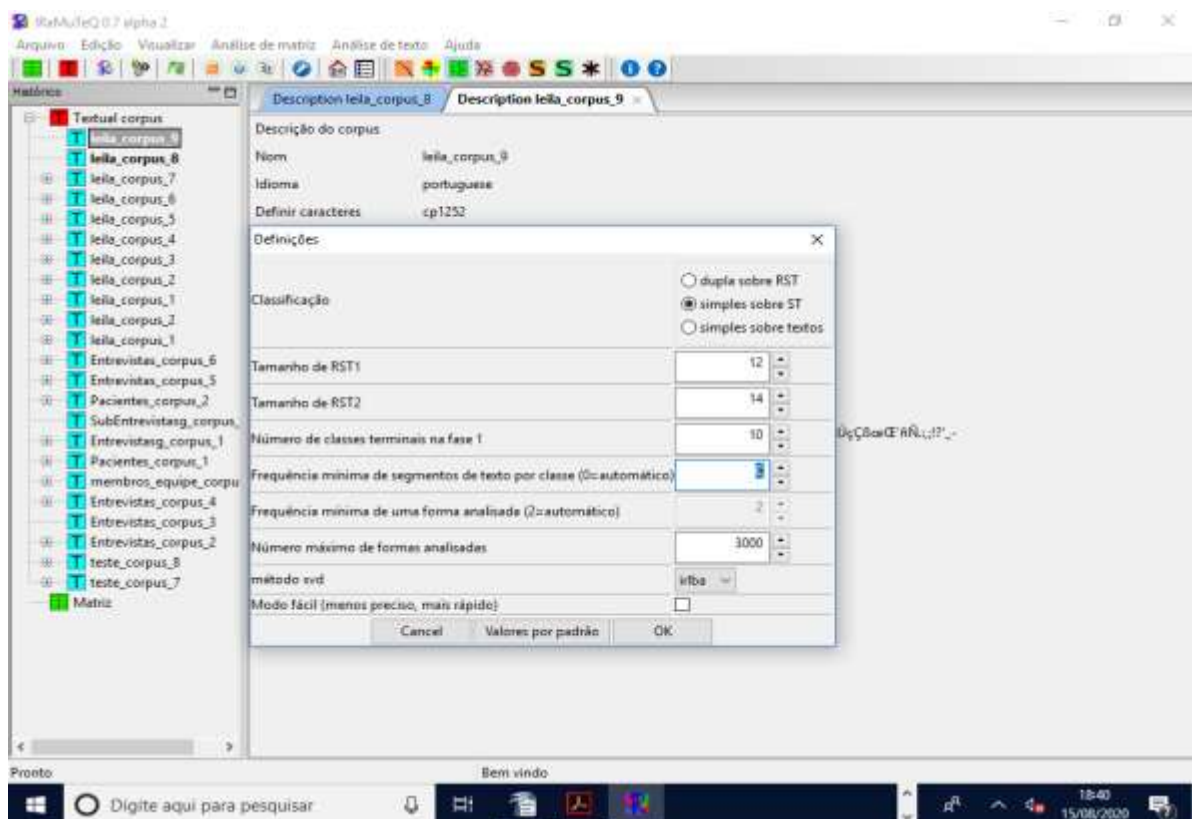 IRaMuTeQ 0.7 alpha 2
Arquivo Edição Visualizar Análise de matriz Análise de texto Ajuda
Histórico
Textual corpus
leila_corpus_9
leila_corpus_8
leila_corpus_7
leila_corpus_6
leila_corpus_5
leila_corpus_4
leila_corpus_3
leila_corpus_2
leila_corpus_1
leila_corpus_2
leila_corpus_1
Entrevistas_corpus_6
Entrevistas_corpus_5
Pacientes_corpus_2
SubEntrevistasg_corpus_
Entrevistasg_corpus_1
Pacientes_corpus_1
membros_equipe_corpu
Entrevistas_corpus_4
Entrevistas_corpus_3
Entrevistas_corpus_2
teste_corpus_8
teste_corpus_7
Matriz
Description leila_corpus_8 Description leila_corpus_9
Descrição do corpus
Nom leila_corpus_9
Idioma portuguese
Definir caracteres cp1252
Definições
Classificação
dupla sobre RST
simples sobre ST
simples sobre textos
Tamanho de RST1 12
Tamanho de RST2 14
Número de classes terminais na fase 1 10
Frequência mínima de segmentos de texto por classe (0=automático)
Frequência mínima de uma forma analisada (2=automático) 2
Número máximo de formas analisadas 3000
método svd irlba
Modo fácil (menos preciso, mais rápido)
Cancel Valores por padrão OK
Pronto Bem vindo
Digite aqui para pesquisar
18:40
15/08/2020